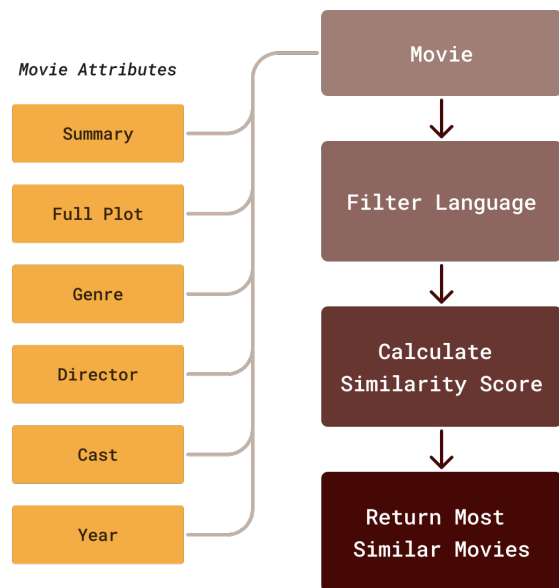 Movie Attributes
Summary
Full Plot
Genre
Director
Cast
Year
Movie
Filter Language
Calculate
Similarity Score
Return Most
Similar Movies